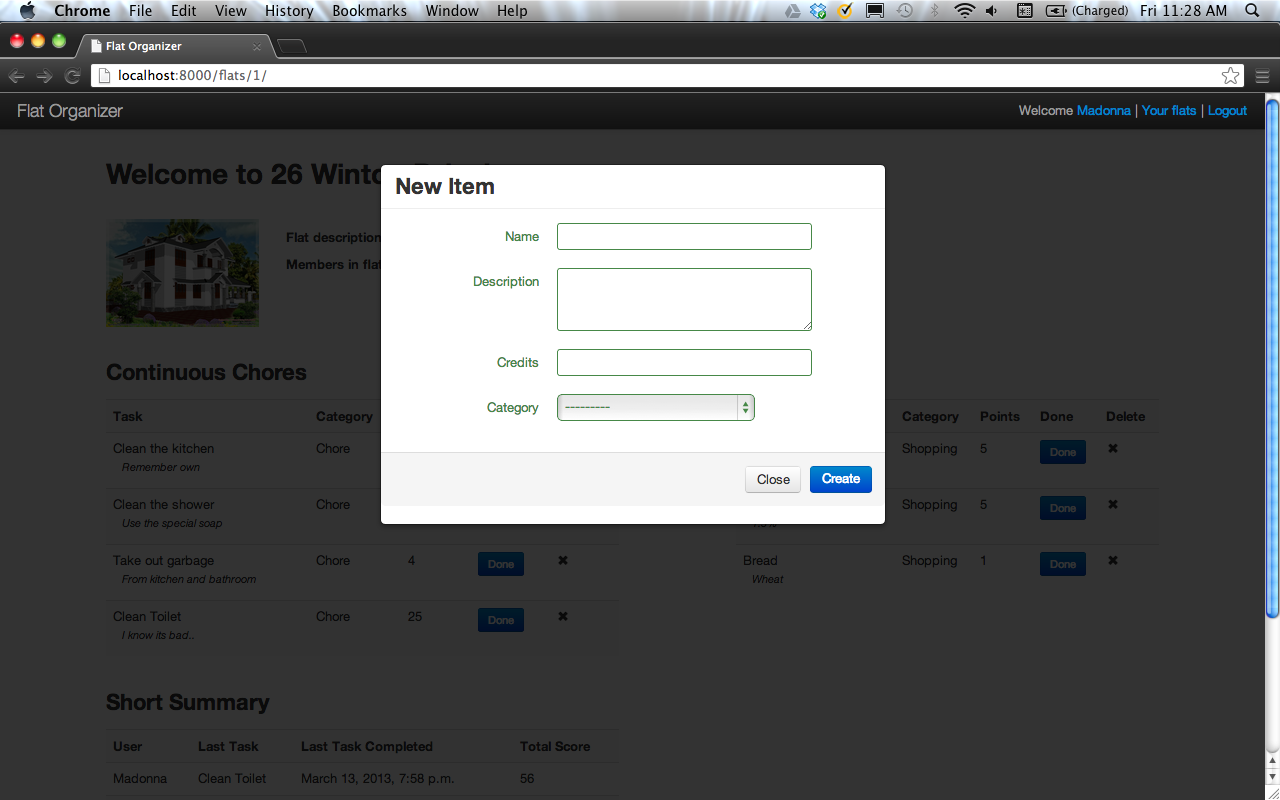 Chrome File Edit View History Bookmarks Window Help (Charged) Fri 11:28 AM
Flat Organizer
localhost:8000/flats/1/
Flat Organizer Welcome Madonna | Your flats | Logout
Welcome to 26 Winto
New Item
Flat description
Members in flat
Name
Description
Credits
Category ---------
Close Create
Continuous Chores
Task Category
Clean the kitchen Chore
Remember own
Clean the shower Chore
Use the special soap
Take out garbage Chore 4 Done ✖
From kitchen and bathroom
Clean Toilet Chore 25 Done ✖
I know its bad..
Category Points Done Delete
Shopping 5 Done ✖
Shopping 5 Done ✖
Bread Shopping 1 Done ✖
Wheat
Short Summary
User Last Task Last Task Completed Total Score
Madonna Clean Toilet March 13, 2013, 7:58 p.m. 56